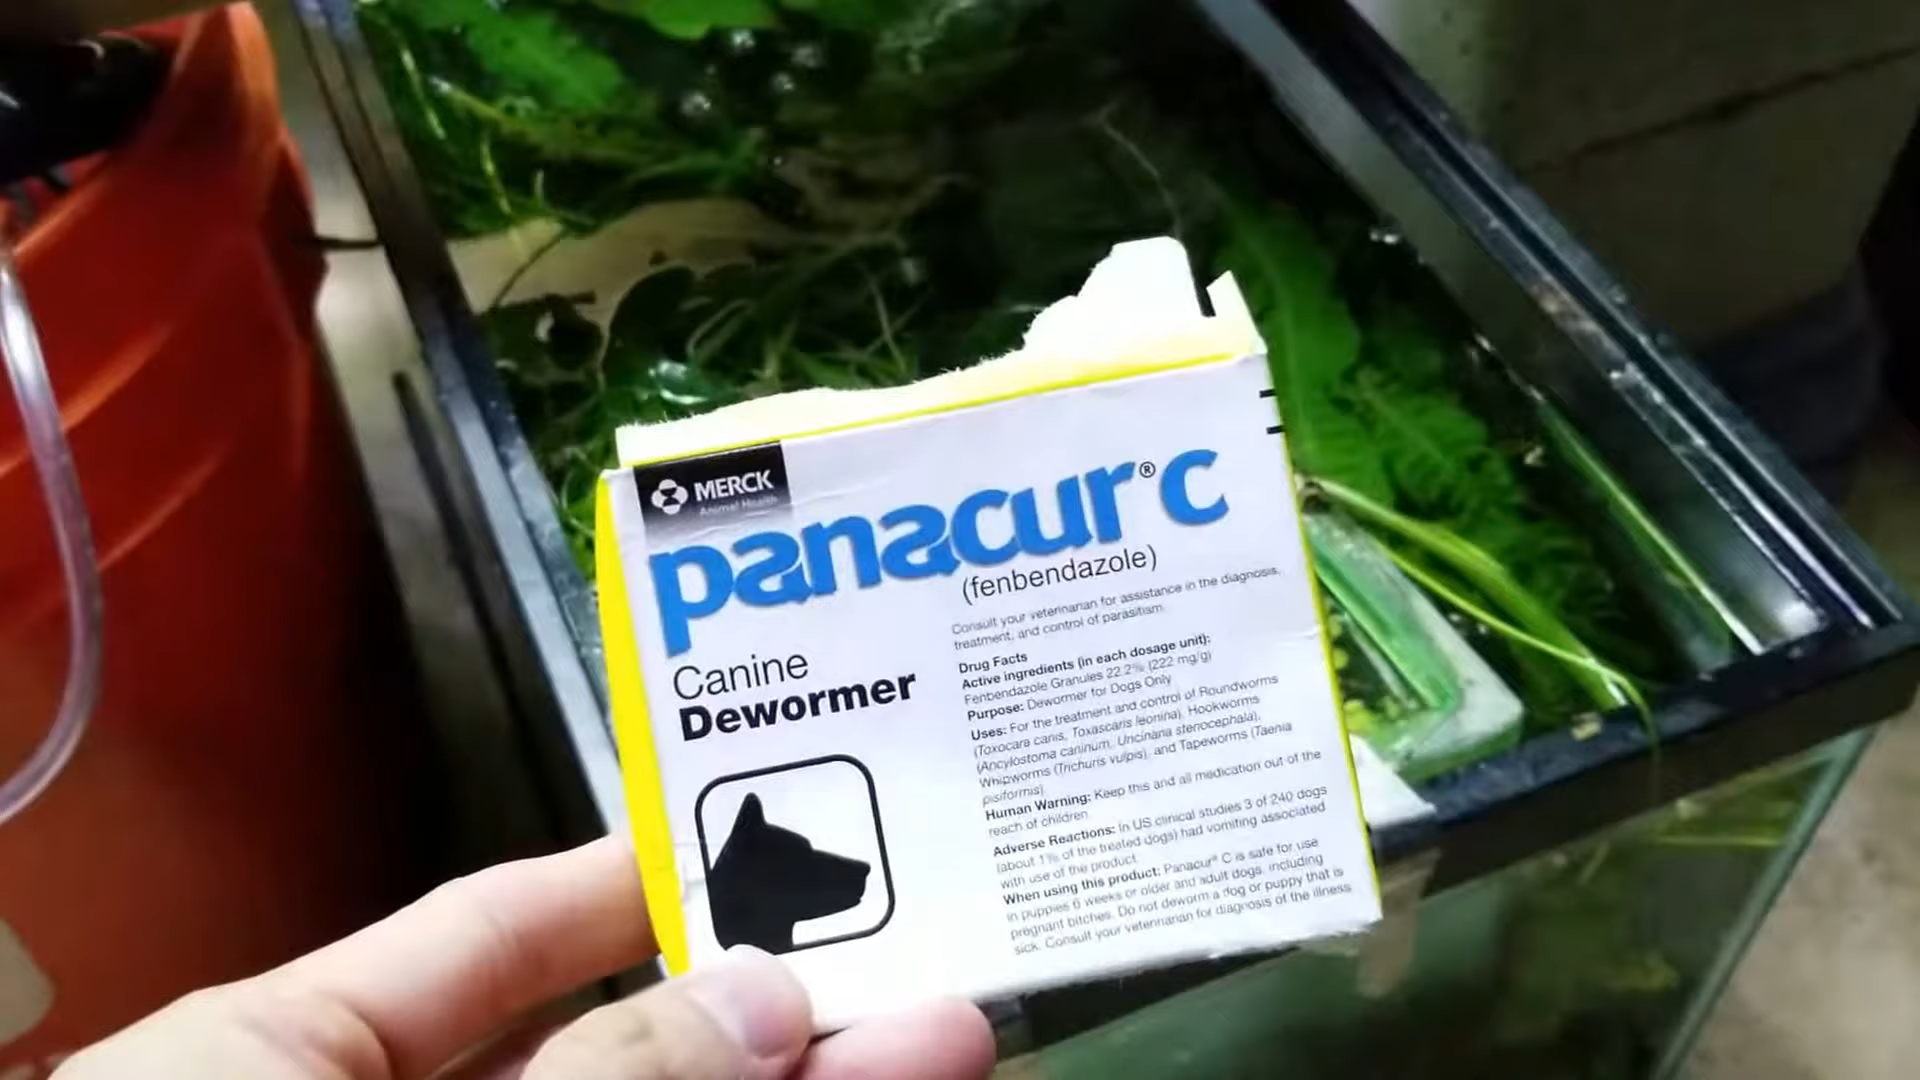 MERCK
Animal Health
panacur® C
(fenbendazole)
Canine
Dewormer
Consult your veterinarian for assistance in the diagnosis,
treatment, and control of parasitism.
Drug Facts
Active ingredients (in each dosage unit):
Fenbendazole Granules 22.2% (222 mg/g)
Purpose: Dewormer for Dogs Only
Uses: For the treatment and control of Roundworms
(Toxocara canis, Toxascaris leonina), Hookworms
(Ancylostoma caninum, Uncinaria stenocephala),
Whipworms (Trichuris vulpis), and Tapeworms (Taenia
pisiformis)
Human Warning: Keep this and all medication out of the
reach of children.
Adverse Reactions: In US clinical studies 3 of 240 dogs
(about 1% of the treated dogs) had vomiting associated
with use of the product.
When using this product: Panacur® C is safe for use
in puppies 6 weeks or older and adult dogs, including
pregnant bitches. Do not deworm a dog or puppy that is
sick. Consult your veterinarian for diagnosis of the illness